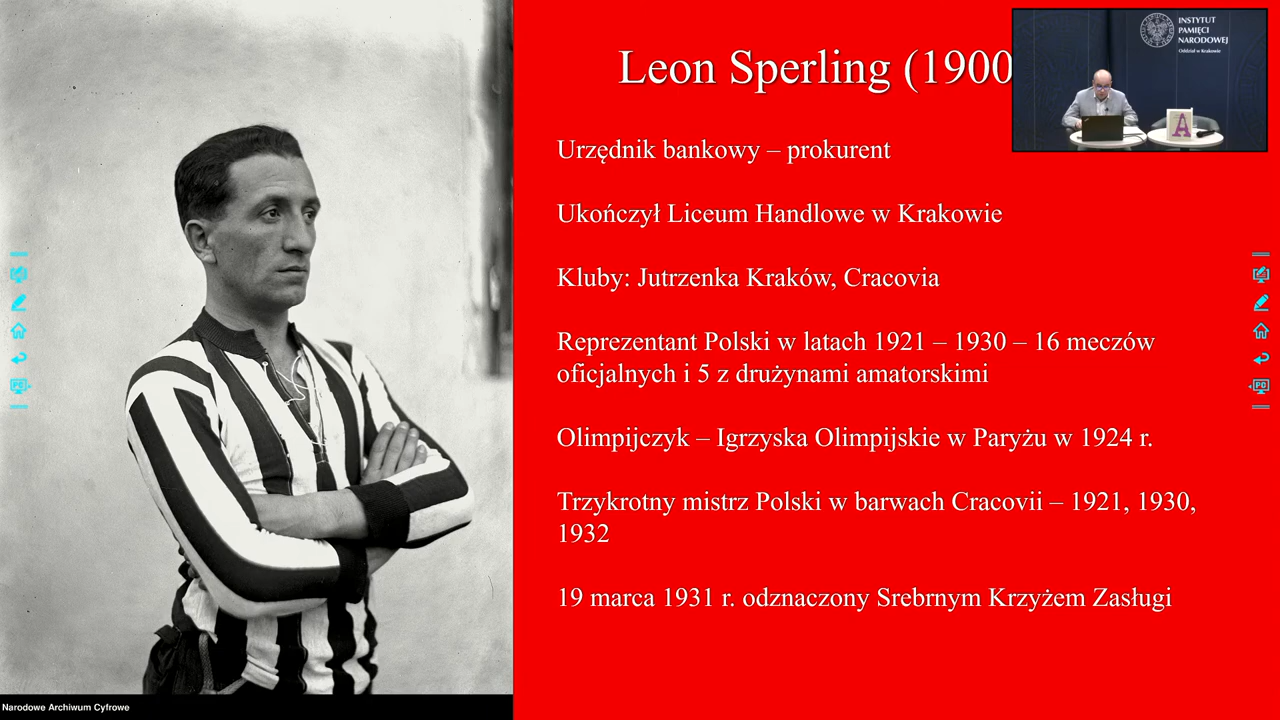 Leon Sperling (1900
INSTYTUT
PAMIĘCI
NARODOWEJ
Oddział w Krakowie
A
Urzędnik bankowy – prokurent
Ukończył Liceum Handlowe w Krakowie
Kluby: Jutrzenka Kraków, Cracovia
Reprezentant Polski w latach 1921 – 1930 – 16 meczów
oficjalnych i 5 z drużynami amatorskimi
Olimpijczyk – Igrzyska Olimpijskie w Paryżu w 1924 r.
Trzykrotny mistrz Polski w barwach Cracovii – 1921, 1930,
1932
19 marca 1931 r. odznaczony Srebrnym Krzyżem Zasługi
PC
PC
Narodowe Archiwum Cyfrowe